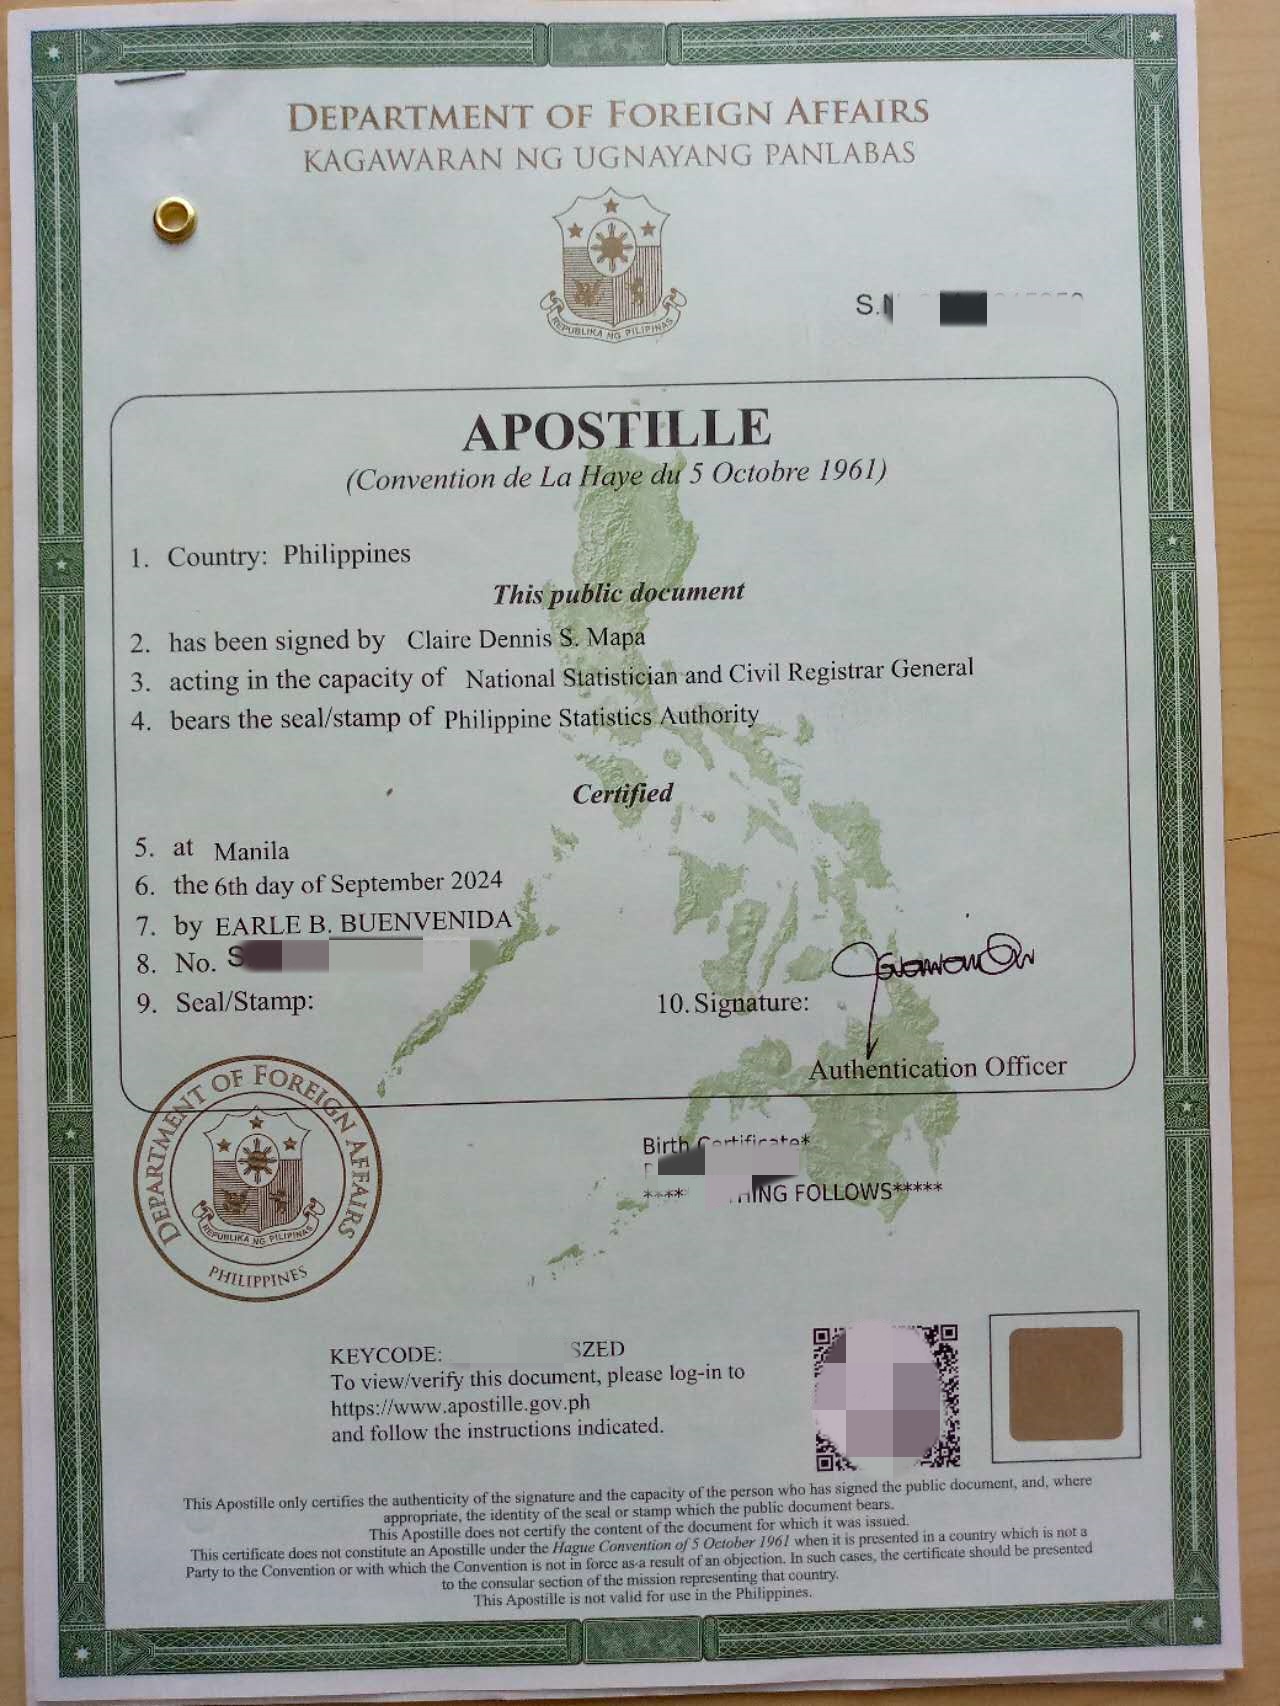 DEPARTMENT OF FOREIGN AFFAIRS
KAGAWARAN NG UGNAYANG PANLABAS
REPUBLIKA NG PILIPINAS
APOSTILLE
(Convention de La Haye du 5 Octobre 1961)
1. Country: Philippines
This public document
2. has been signed by Claire Dennis S. Mapa
3. acting in the capacity of National Statistician and Civil Registrar General
4. bears the seal/stamp of Philippine Statistics Authority
Certified
5. at Manila
6. the 6th day of September 2024
7. by EARLE B. BUENVENIDA
8. No. S
9. Seal/Stamp: 10. Signature:
Authentication Officer
DEPARTMENT OF FOREIGN AFFAIRS
REPUBLIKA NG PILIPINAS
PHILIPPINES
Birth Certificate*
**** HING FOLLOWS*****
KEYCODE: SZED
To view/verify this document, please log-in to
https://www.apostille.gov.ph
and follow the instructions indicated.
This Apostille only certifies the authenticity of the signature and the capacity of the person who has signed the public document, and, where
appropriate, the identity of the seal or stamp which the public document bears.
This Apostille does not certify the content of the document for which it was issued.
This certificate does not constitute an Apostille under the Hague Convention of 5 October 1961 when it is presented in a country which is not a
Party to the Convention or with which the Convention is not in force as a result of an objection. In such cases, the certificate should be presented
to the consular section of the mission representing that country.
This Apostille is not valid for use in the Philippines.